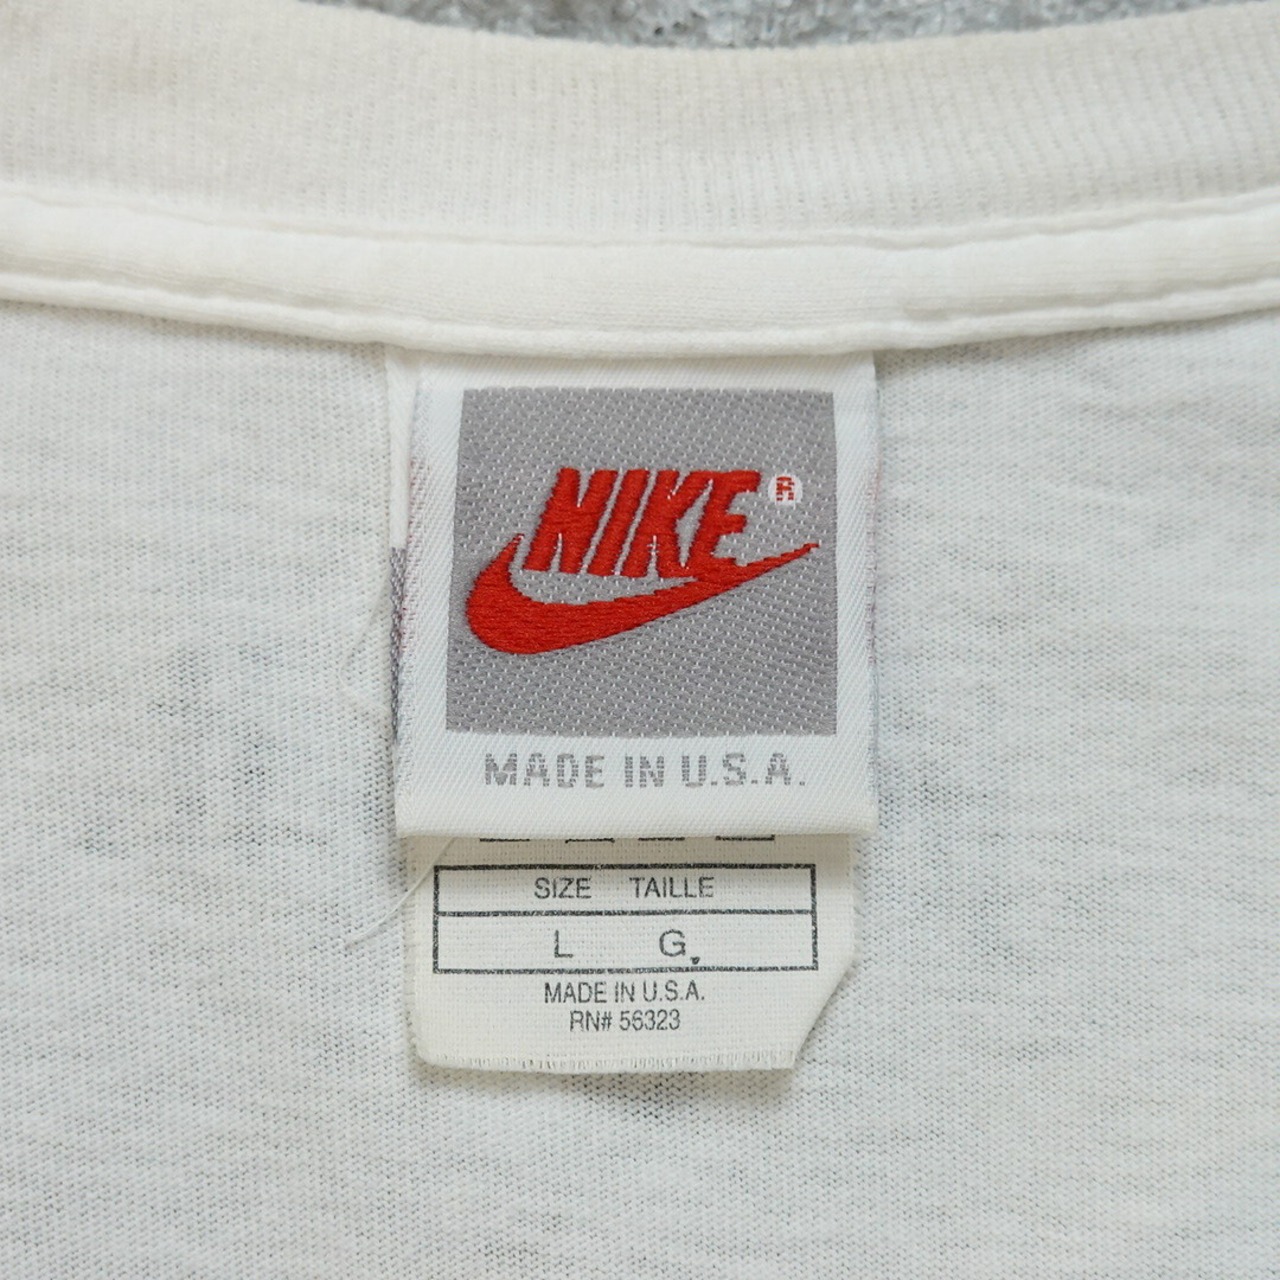 NIKE®
MADE IN U.S.A.
SIZE TAILLE
L G.
MADE IN U.S.A.
RN# 56323